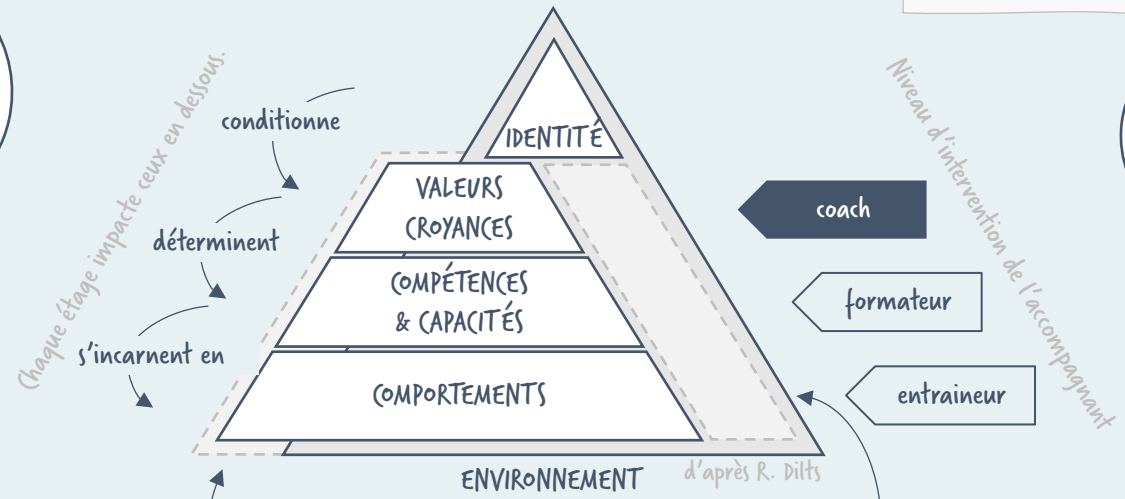 Chaque étage impacte ceux en dessous.
conditionne
déterminent
s'incarnent en
IDENTITÉ
VALEURS
CROYANCES
COMPÉTENCES
& CAPACITÉS
COMPORTEMENTS
ENVIRONNEMENT
d'après R. Dilts
Niveau d'intervention de l'accompagnant
coach
formateur
entraineur